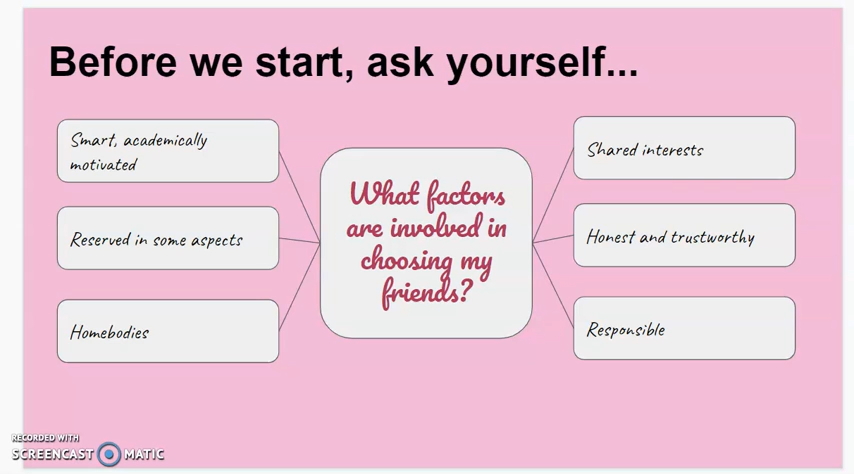 Before we start, ask yourself...
Smart, academically
motivated
Reserved in some aspects
Homebodies
What factors
are involved in
choosing my
friends?
Shared interests
Honest and trustworthy
Responsible
RECORDED WITH
SCREENCAST MATIC